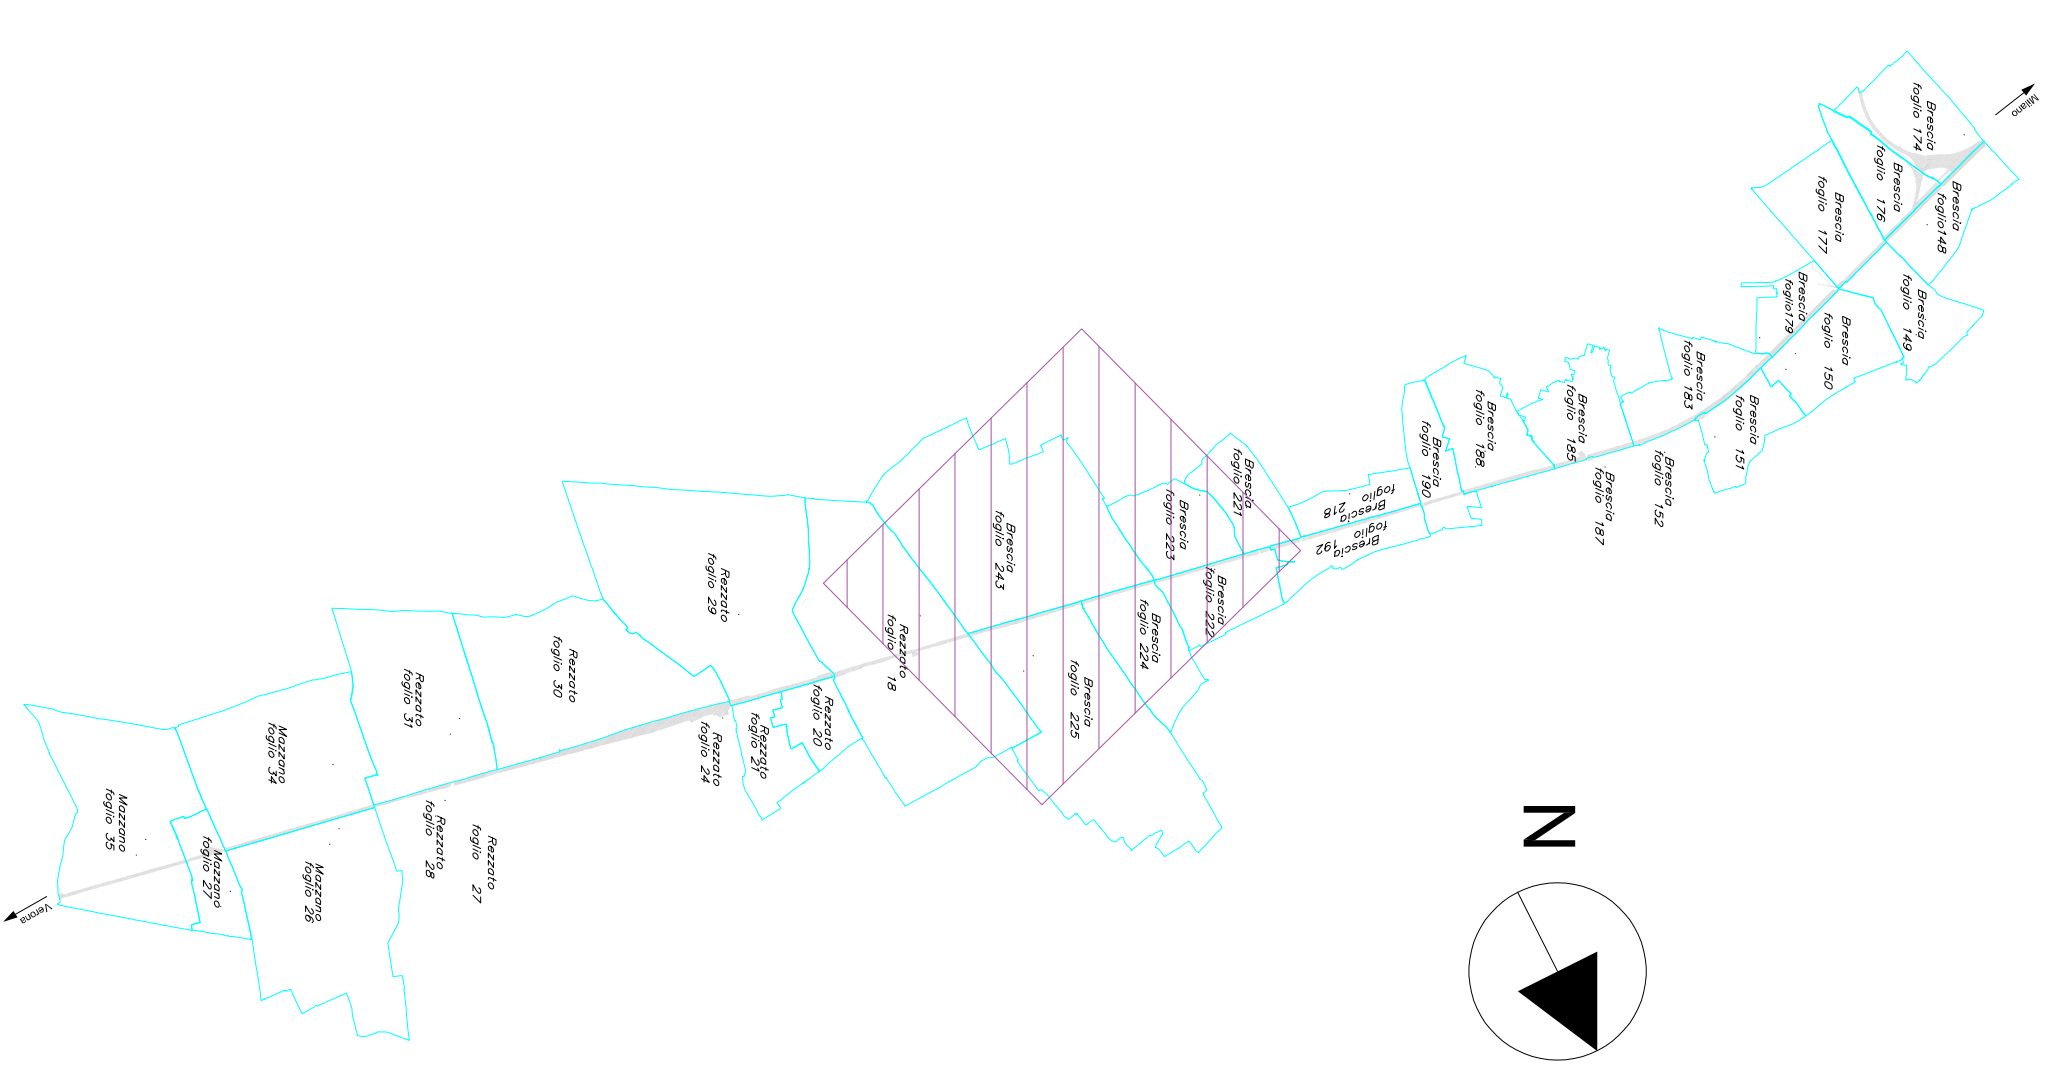 Milano
Brescia
foglio 174
Brescia
foglio 176
Brescia
foglio148
Brescia
foglio 177
Brescia
foglio179
Brescia
foglio 149
Brescia
foglio 150
Brescia
foglio 183
Brescia
foglio 151
Brescia
foglio 152
Brescia
foglio 185
Brescia
foglio 187
Brescia
foglio 188
Brescia
foglio 190
Brescia
foglio 218
Brescia
foglio 192
Brescia
foglio 221
Brescia
foglio 223
Brescia
foglio 222
Brescia
foglio 224
Brescia
foglio 243
Brescia
foglio 225
Rezzato
foglio 18
Rezzato
foglio 29
Rezzato
foglio 20
Rezzato
foglio 21
Rezzato
foglio 24
Rezzato
foglio 30
Rezzato
foglio 31
Rezzato
foglio 27
Rezzato
foglio 28
Mazzano
foglio 34
Mazzano
foglio 26
Mazzano
foglio 27
Mazzano
foglio 35
Verona
N